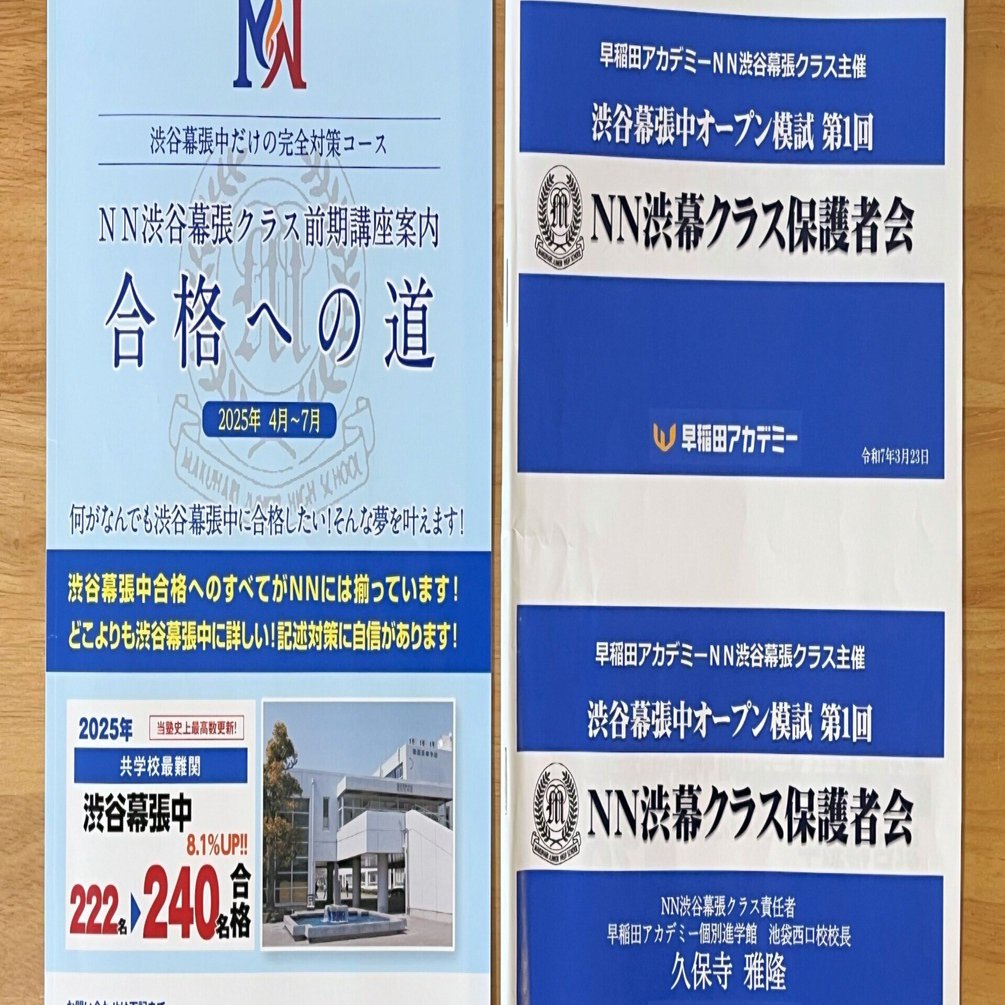 NN
渋谷幕張中だけの完全対策コース
NN渋谷幕張クラス前期講座案内
合格への道
2025年 4月~7月
MAKUHARI JUNIOR HIGH SCHOOL
何がなんでも渋谷幕張中に合格したい!そんな夢を叶えます!
渋谷幕張中合格へのすべてがNNには揃っています!
どこよりも渋谷幕張中に詳しい!記述対策に自信があります!
2025年 当塾史上最高数更新!
共学校最難関
渋谷幕張中
8.1%UP!!
222名 240名 合格
早稲田アカデミーNN渋谷幕張クラス主催
渋谷幕張中オープン模試 第1回
NN渋幕クラス保護者会
早稲田アカデミー
令和7年3月23日
早稲田アカデミーNN渋谷幕張クラス主催
渋谷幕張中オープン模試 第1回
NN渋幕クラス保護者会
NN渋谷幕張クラス責任者
早稲田アカデミー個別進学館 池袋西口校校長
久保寺 雅隆